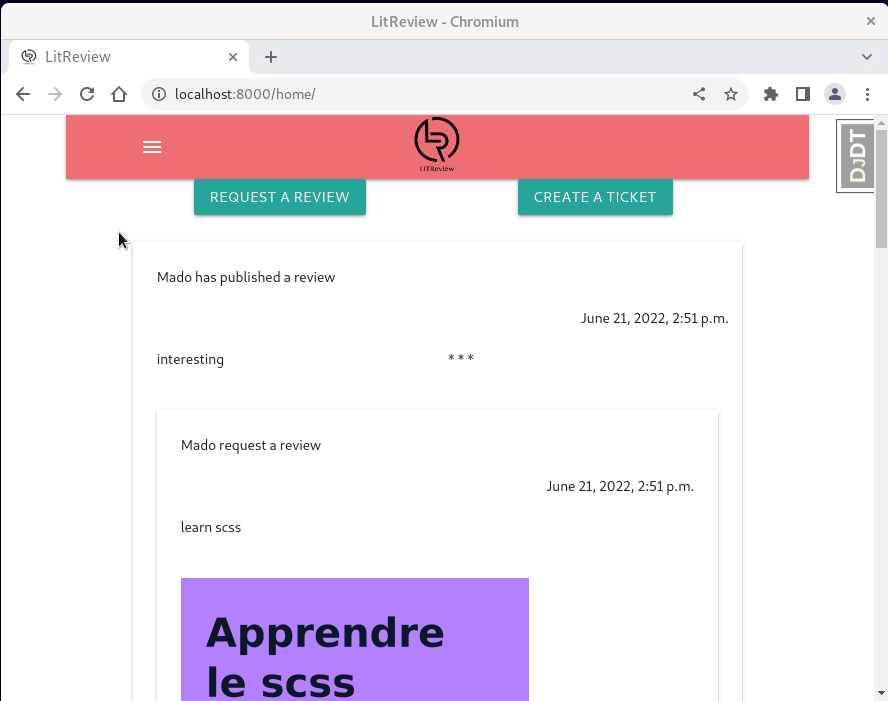 LitReview - Chromium
LitReview
localhost:8000/home/
LITReview
DJDT
REQUEST A REVIEW
CREATE A TICKET
Mado has published a review
June 21, 2022, 2:51 p.m.
interesting
* * *
Mado request a review
June 21, 2022, 2:51 p.m.
learn scss
Apprendre
le scss